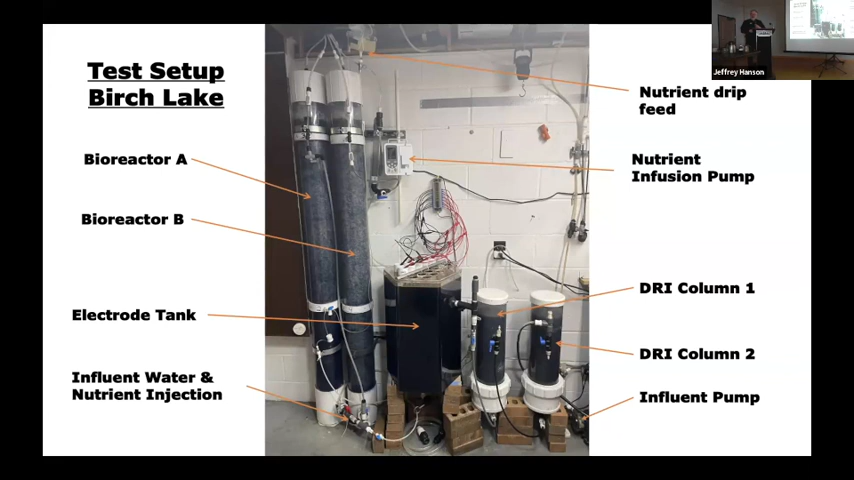 Test Setup
Birch Lake
Bioreactor A
Bioreactor B
Electrode Tank
Influent Water &
Nutrient Injection
Jeffrey Hanson
Nutrient drip
feed
Nutrient
Infusion Pump
DRI Column 1
DRI Column 2
Influent Pump